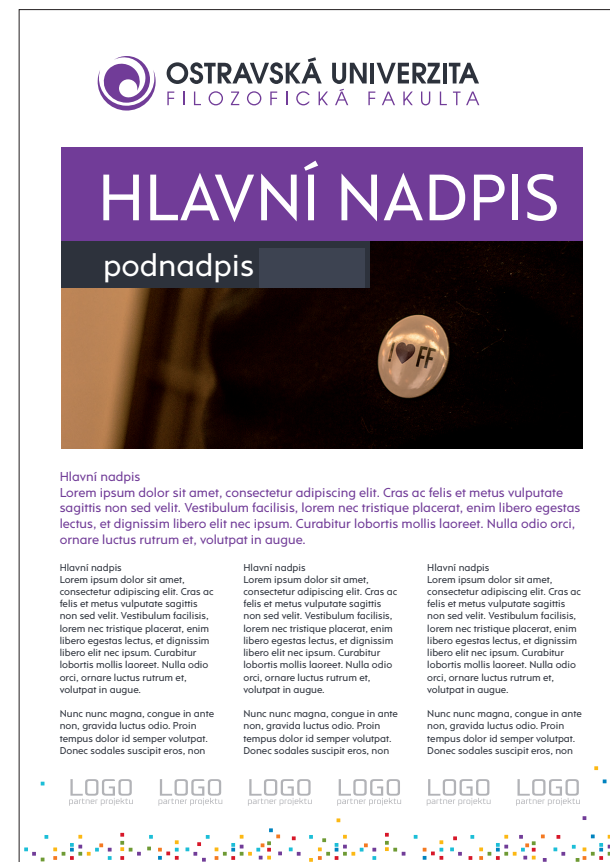 OSTRAVSKÁ UNIVERZITA
FILOZOFICKÁ FAKULTA
HLAVNÍ NADPIS
podnadpis
I ♥ FF
Hlavní nadpis
Lorem ipsum dolor sit amet, consectetur adipiscing elit. Cras ac felis et metus vulputate
sagittis non sed velit. Vestibulum facilisis, lorem nec tristique placerat, enim libero egestas
lectus, et dignissim libero elit nec ipsum. Curabitur lobortis mollis laoreet. Nulla odio orci,
ornare luctus rutrum et, volutpat in augue.
Hlavní nadpis
Lorem ipsum dolor sit amet,
consectetur adipiscing elit. Cras ac
felis et metus vulputate sagittis
non sed velit. Vestibulum facilisis,
lorem nec tristique placerat, enim
libero egestas lectus, et dignissim
libero elit nec ipsum. Curabitur
lobortis mollis laoreet. Nulla odio
orci, ornare luctus rutrum et,
volutpat in augue.
Nunc nunc magna, congue in ante
non, gravida luctus odio. Proin
tempus dolor id semper volutpat.
Donec sodales suscipit eros, non
Hlavní nadpis
Lorem ipsum dolor sit amet,
consectetur adipiscing elit. Cras ac
felis et metus vulputate sagittis
non sed velit. Vestibulum facilisis,
lorem nec tristique placerat, enim
libero egestas lectus, et dignissim
libero elit nec ipsum. Curabitur
lobortis mollis laoreet. Nulla odio
orci, ornare luctus rutrum et,
volutpat in augue.
Nunc nunc magna, congue in ante
non, gravida luctus odio. Proin
tempus dolor id semper volutpat.
Donec sodales suscipit eros, non
Hlavní nadpis
Lorem ipsum dolor sit amet,
consectetur adipiscing elit. Cras ac
felis et metus vulputate sagittis
non sed velit. Vestibulum facilisis,
lorem nec tristique placerat, enim
libero egestas lectus, et dignissim
libero elit nec ipsum. Curabitur
lobortis mollis laoreet. Nulla odio
orci, ornare luctus rutrum et,
volutpat in augue.
Nunc nunc magna, congue in ante
non, gravida luctus odio. Proin
tempus dolor id semper volutpat.
Donec sodales suscipit eros, non
LOGO LOGO LOGO LOGO LOGO LOGO
partner projektu partner projektu partner projektu partner projektu partner projektu partner projektu